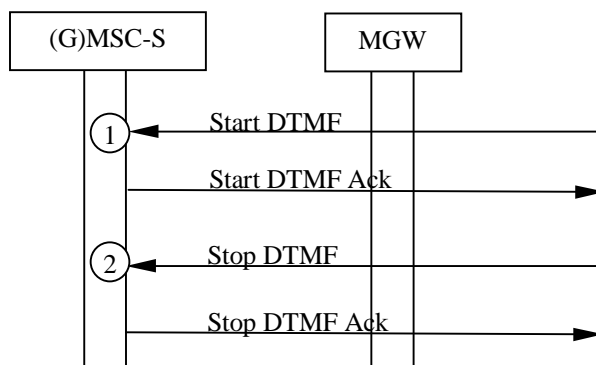 (G)MSC-S
MGW
1
Start DTMF
Start DTMF Ack
2
Stop DTMF
Stop DTMF Ack